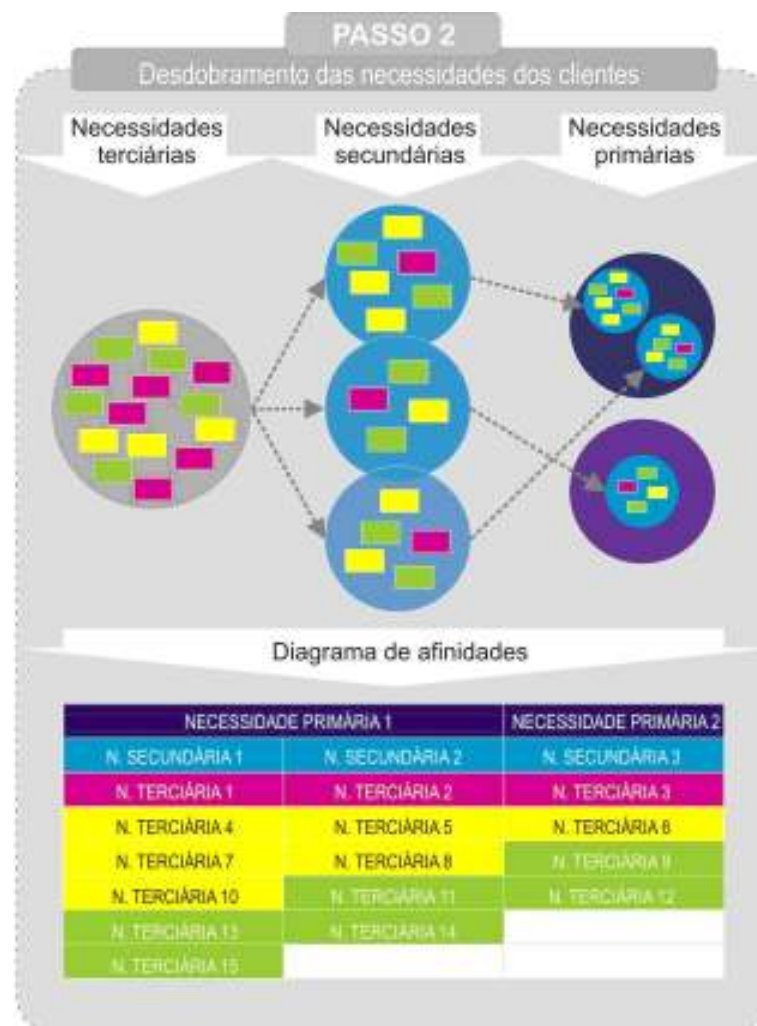 PASSO 2
Desdobramento das necessidades dos clientes
Necessidades terciárias
Necessidades secundárias
Necessidades primárias
Diagrama de afinidades
NECESSIDADE PRIMÁRIA 1 NECESSIDADE PRIMÁRIA 2
N. SECUNDÁRIA 1 N. SECUNDÁRIA 2 N. SECUNDÁRIA 3
N. TERCIÁRIA 1 N. TERCIÁRIA 2 N. TERCIÁRIA 3
N. TERCIÁRIA 4 N. TERCIÁRIA 5 N. TERCIÁRIA 6
N. TERCIÁRIA 7 N. TERCIÁRIA 8 N. TERCIÁRIA 9
N. TERCIÁRIA 10 N. TERCIÁRIA 11 N. TERCIÁRIA 12
N. TERCIÁRIA 13 N. TERCIÁRIA 14
N. TERCIÁRIA 15